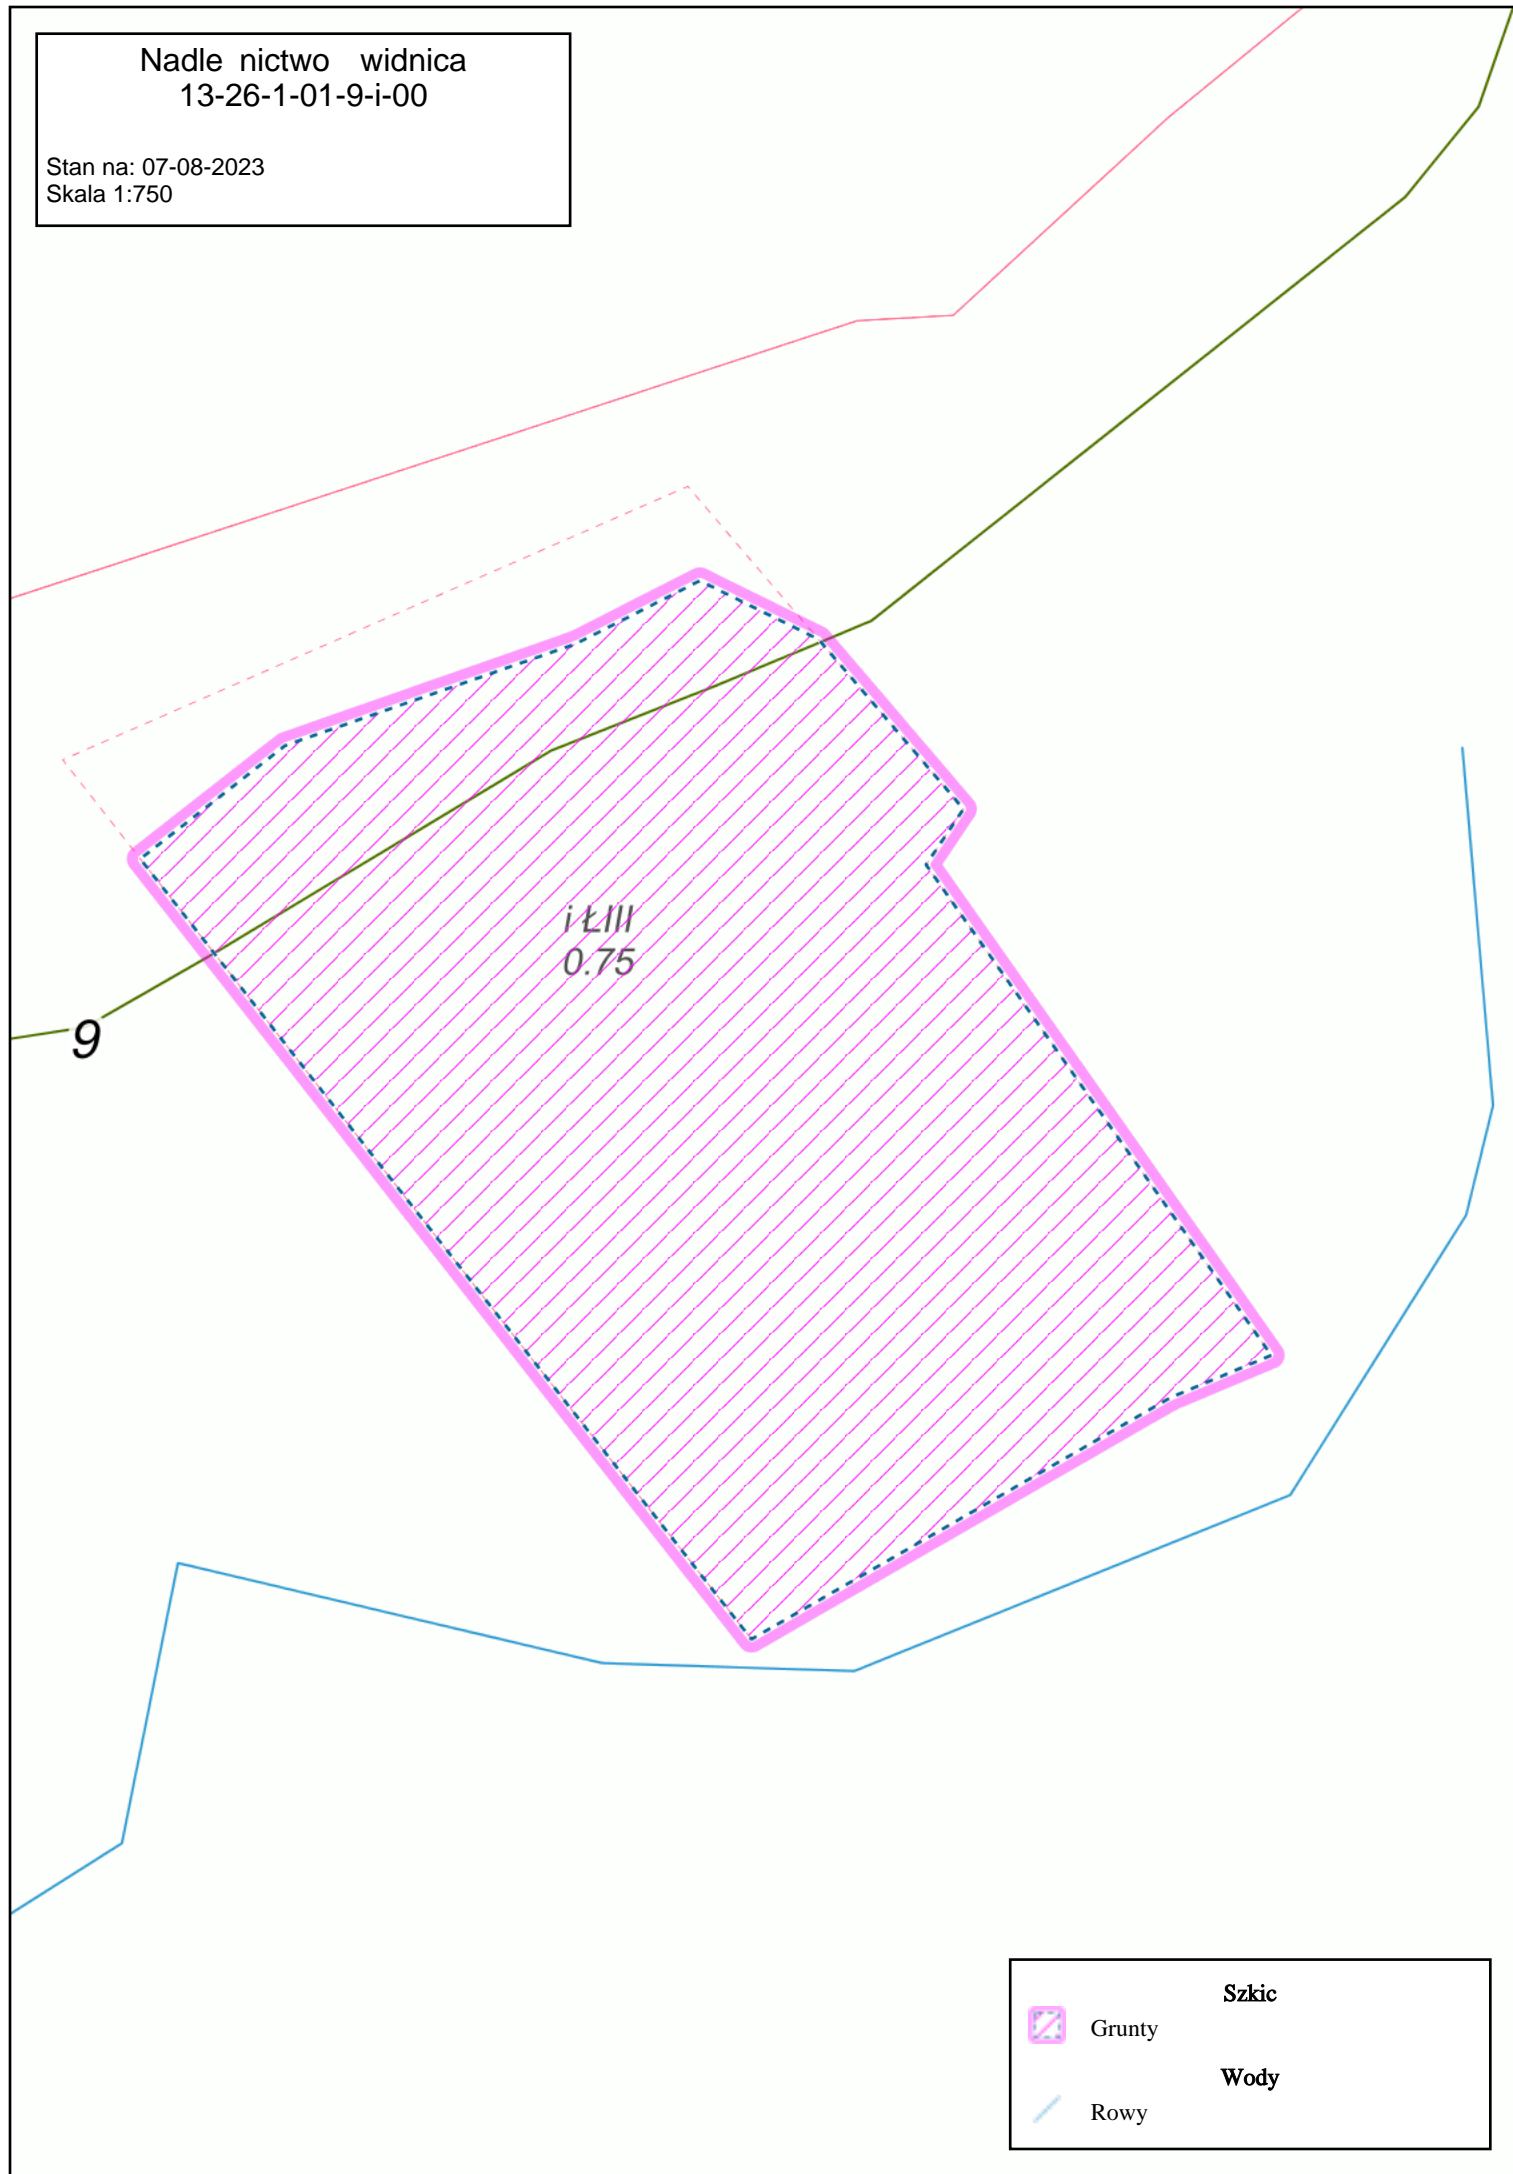 Nadle nictwo widnica
13-26-1-01-9-i-00
Stan na: 07-08-2023
Skala 1:750
i ŁIII
0.75
9
Szkic
Grunty
Wody
Rowy